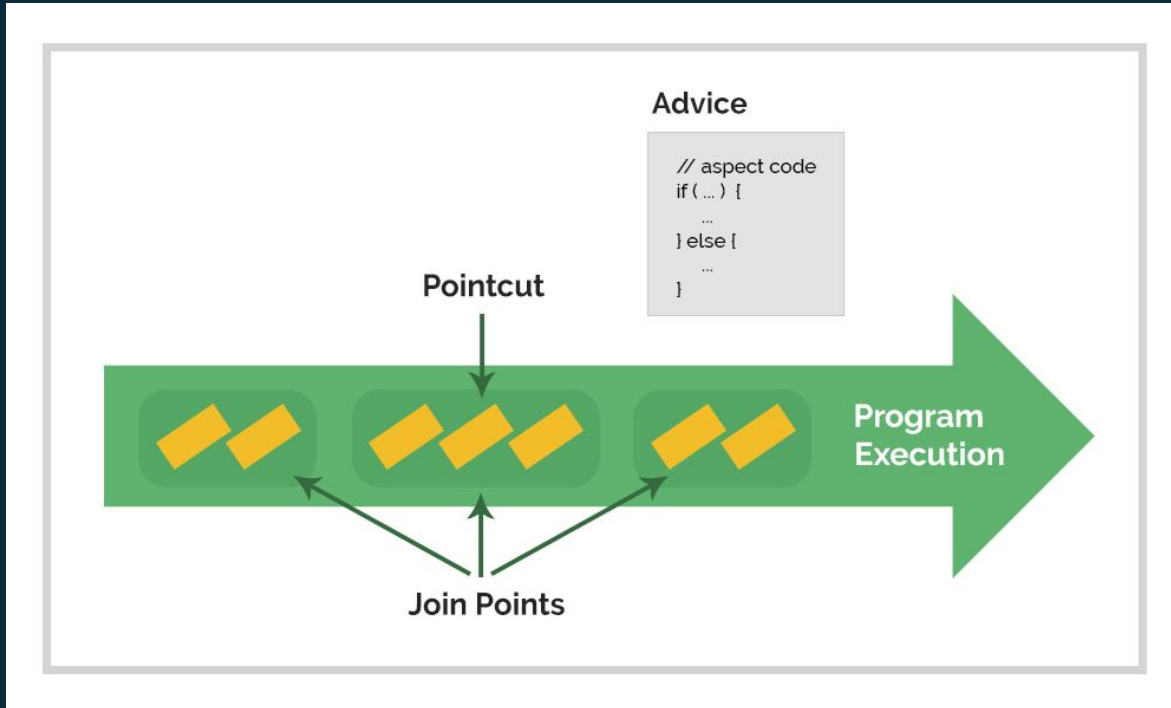 Advice
// aspect code
if ( ... ) {
...
} else {
...
}
Pointcut
Program
Execution
Join Points